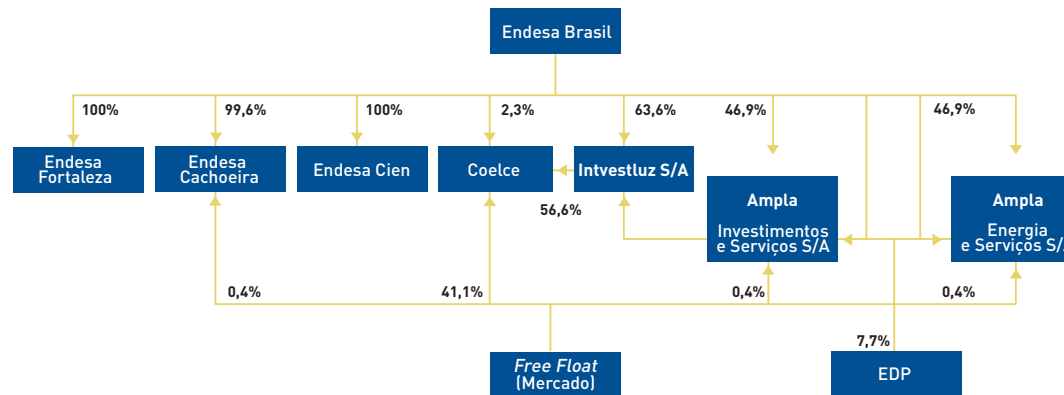 Endesa Brasil
100%
99,6%
100%
2,3%
63,6%
46,9%
46,9%
Endesa
Fortaleza
Endesa
Cachoeira
Endesa Cien
Coelce
Intvestluz S/A
56,6%
Ampla
Investimentos
e Serviços S/A
Ampla
Energia
e Serviços S/
0,4%
41,1%
0,4%
0,4%
7,7%
Free Float
(Mercado)
EDP